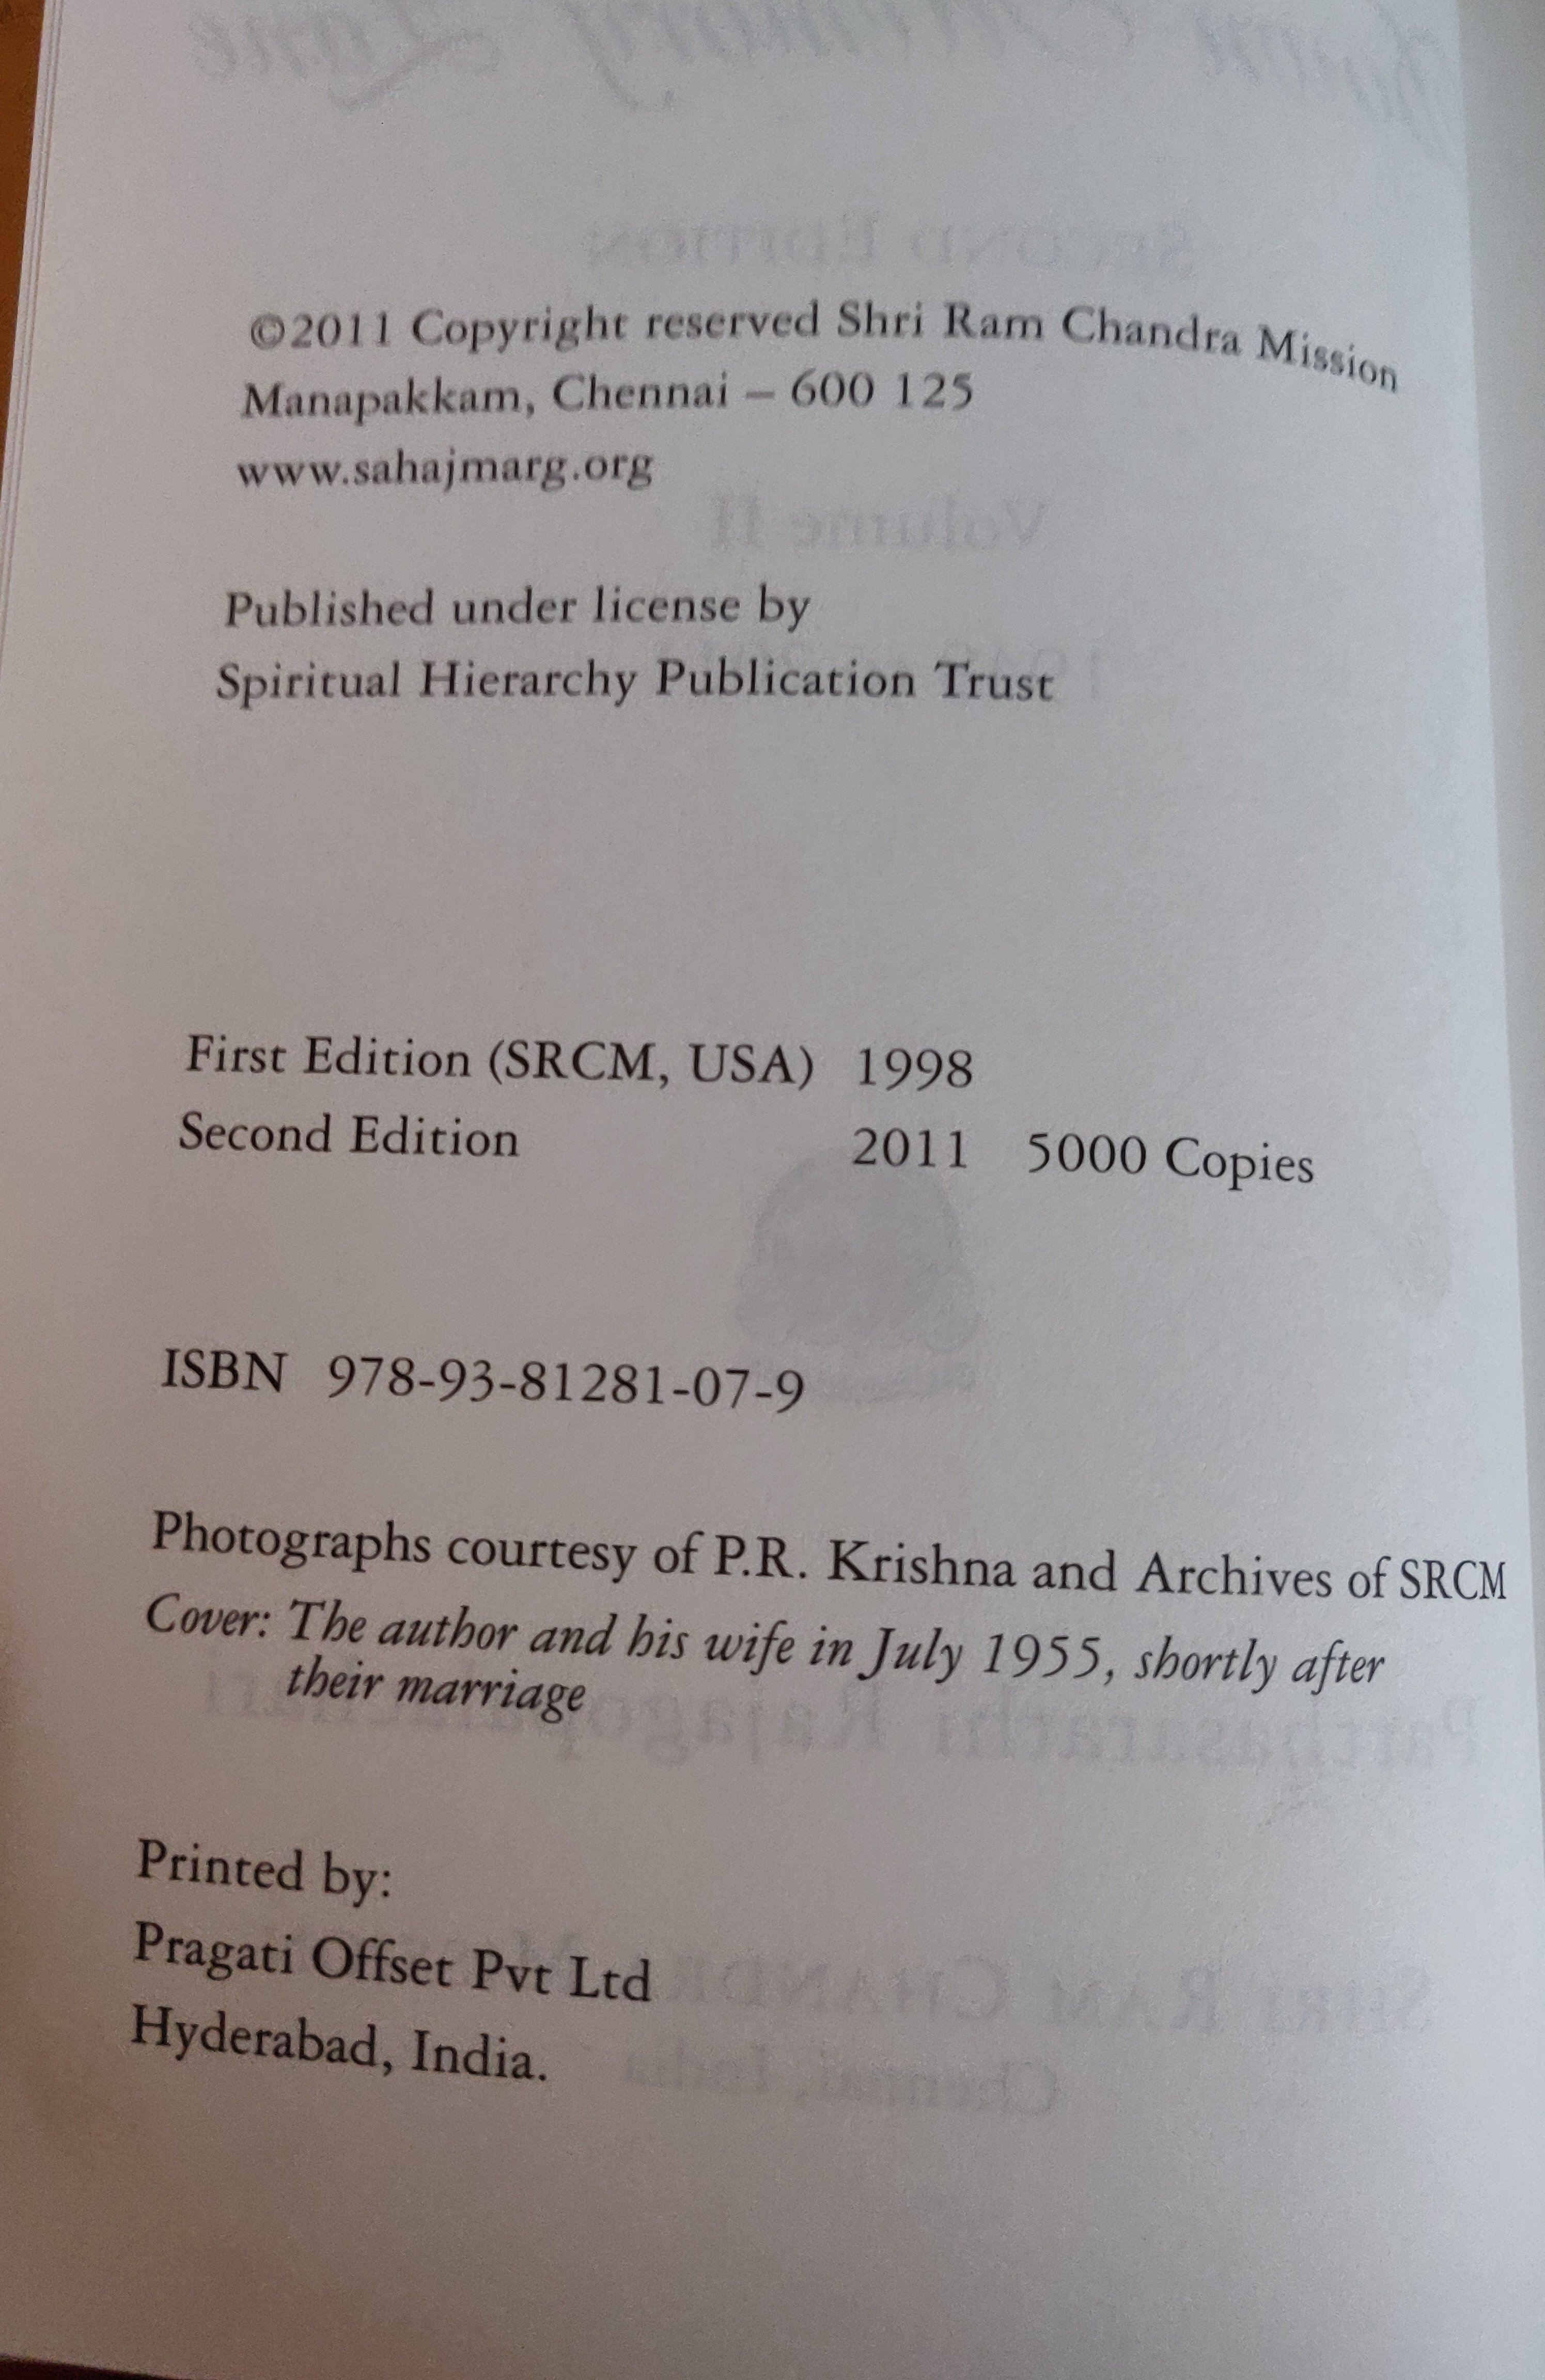 ©2011 Copyright reserved Shri Ram Chandra Mission
Manapakkam, Chennai – 600 125
www.sahajmarg.org
Published under license by
Spiritual Hierarchy Publication Trust
First Edition (SRCM, USA) 1998
Second Edition 2011 5000 Copies
ISBN 978-93-81281-07-9
Photographs courtesy of P.R. Krishna and Archives of SRCM
Cover: The author and his wife in July 1955, shortly after
their marriage
Printed by:
Pragati Offset Pvt Ltd
Hyderabad, India.